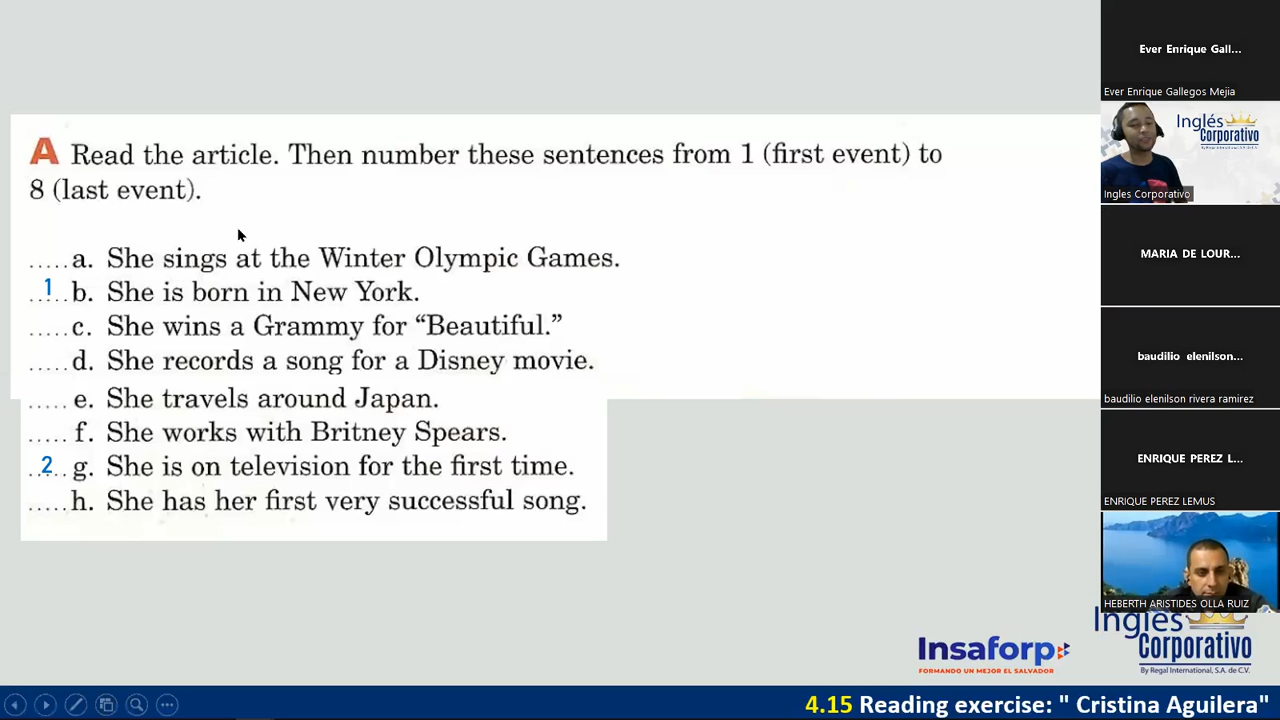 A Read the article. Then number these sentences from 1 (first event) to
8 (last event).
..... a. She sings at the Winter Olympic Games.
..1.. b. She is born in New York.
..... c. She wins a Grammy for “Beautiful.”
..... d. She records a song for a Disney movie.
..... e. She travels around Japan.
..... f. She works with Britney Spears.
..2.. g. She is on television for the first time.
..... h. She has her first very successful song.
Ever Enrique Gall...
Ever Enrique Gallegos Mejia
Inglés
Corporativo
By Regal International, S.A. de C.V.
Ingles Corporativo
MARIA DE LOUR...
baudilio elenilson...
baudilio elenilson rivera ramirez
ENRIQUE PEREZ L...
ENRIQUE PEREZ LEMUS
HEBERTH ARISTIDES OLLA RUIZ
Insaforp
FORMANDO UN MEJOR EL SALVADOR
Inglés
Corporativo
By Regal International, S.A. de C.V.
4.15 Reading exercise: " Cristina Aguilera"